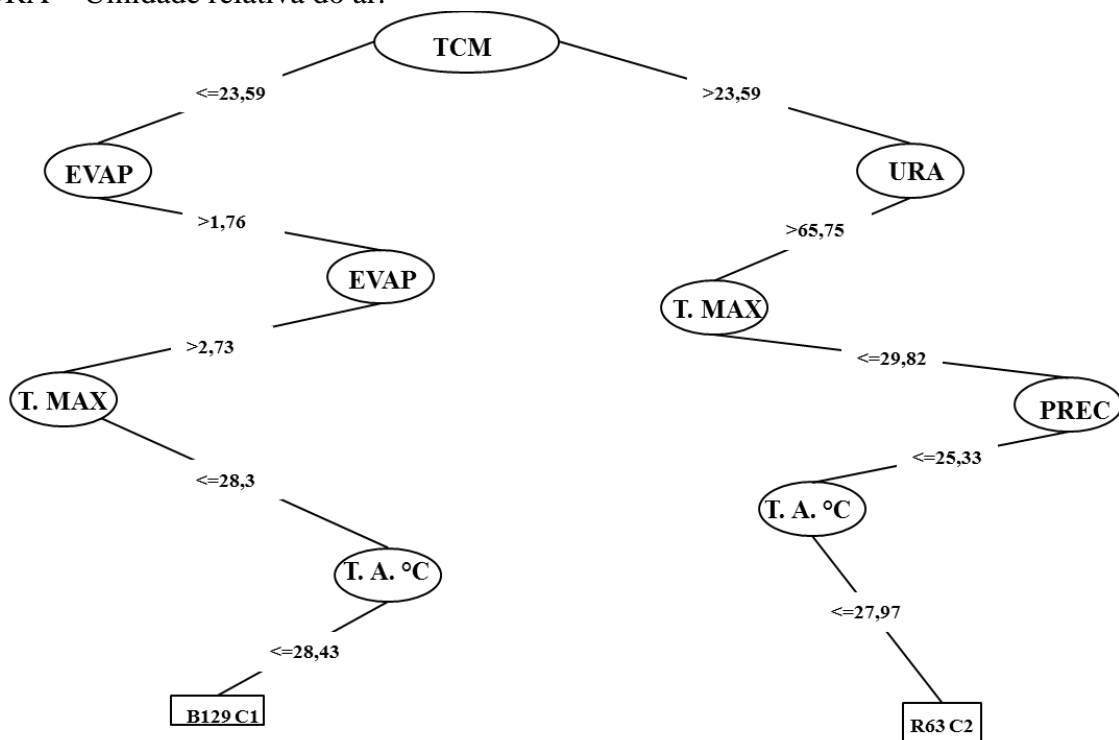 URA – Umidade relativa do ar.
TCM
<=23,59
>23,59
EVAP
URA
>1,76
>65,75
EVAP
T. MAX
>2,73
<=29,82
T. MAX
PREC
<=28,3
<=25,33
T. A. °C
T. A. °C
<=28,43
<=27,97
B129 C1
R63 C2